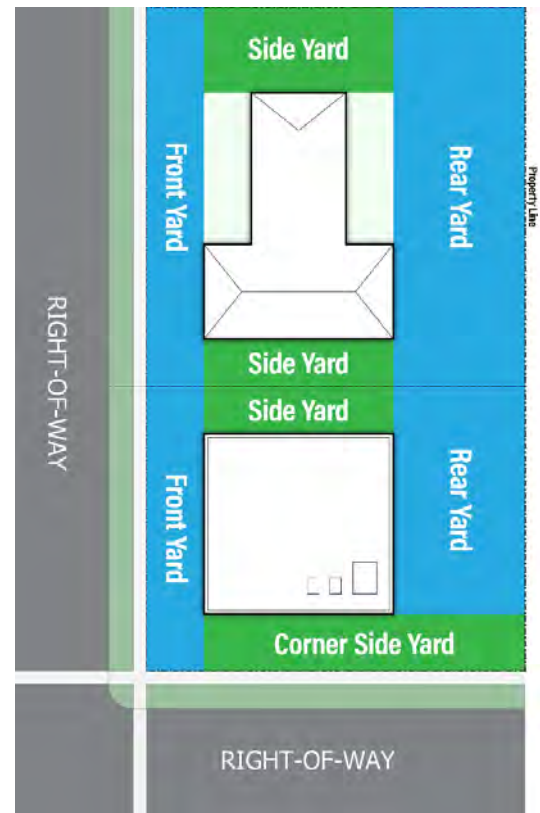 Side Yard
Front Yard
Rear Yard
Property Line
RIGHT-OF-WAY
Side Yard
Side Yard
Front Yard
Rear Yard
Corner Side Yard
RIGHT-OF-WAY